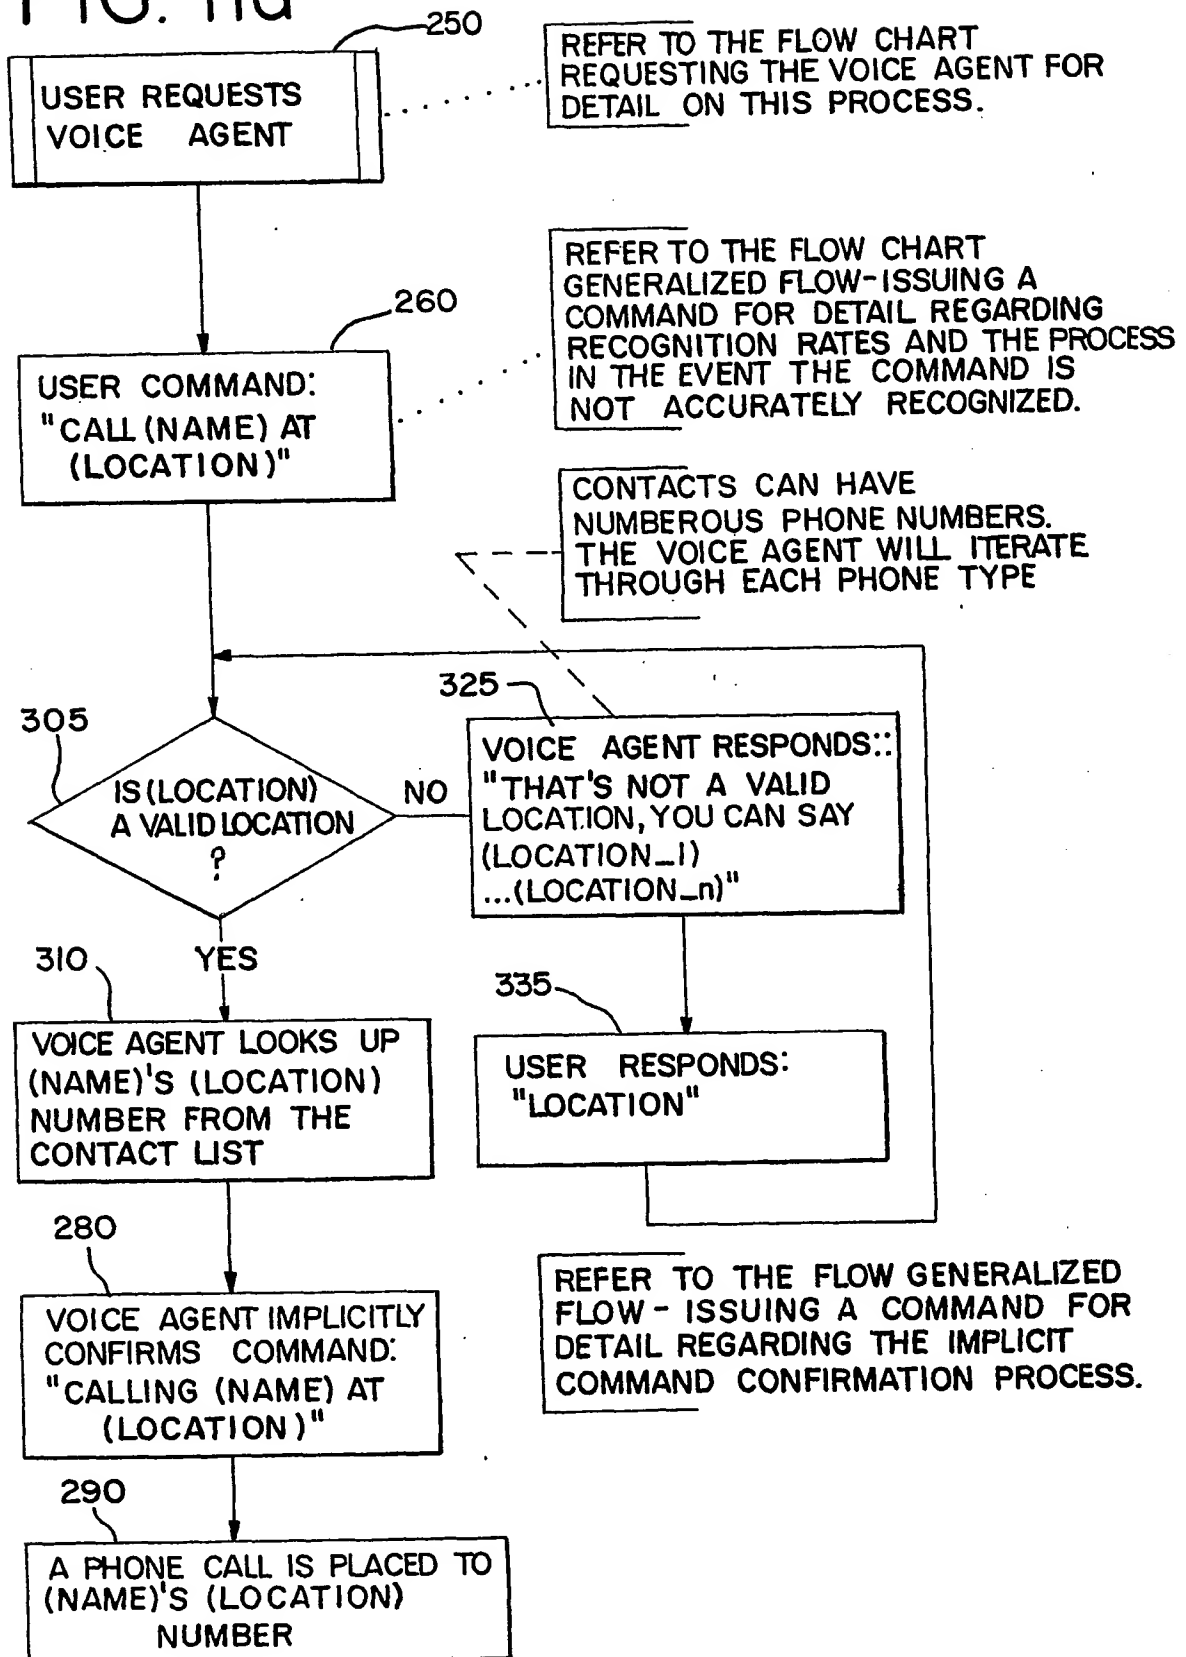 FIG. 11a
250
USER REQUESTS
VOICE AGENT
REFER TO THE FLOW CHART
REQUESTING THE VOICE AGENT FOR
DETAIL ON THIS PROCESS.
260
USER COMMAND:
"CALL (NAME) AT
(LOCATION)"
REFER TO THE FLOW CHART
GENERALIZED FLOW-ISSUING A
COMMAND FOR DETAIL REGARDING
RECOGNITION RATES AND THE PROCESS
IN THE EVENT THE COMMAND IS
NOT ACCURATELY RECOGNIZED.
CONTACTS CAN HAVE
NUMBEROUS PHONE NUMBERS.
THE VOICE AGENT WILL ITERATE
THROUGH EACH PHONE TYPE
305
IS (LOCATION)
A VALID LOCATION
?
NO
YES
325
VOICE AGENT RESPONDS::
"THAT'S NOT A VALID
LOCATION, YOU CAN SAY
(LOCATION_1)
...(LOCATION_n)"
335
USER RESPONDS:
"LOCATION"
310
VOICE AGENT LOOKS UP
(NAME)'S (LOCATION)
NUMBER FROM THE
CONTACT LIST
280
VOICE AGENT IMPLICITLY
CONFIRMS COMMAND:
"CALLING (NAME) AT
(LOCATION)"
REFER TO THE FLOW GENERALIZED
FLOW - ISSUING A COMMAND FOR
DETAIL REGARDING THE IMPLICIT
COMMAND CONFIRMATION PROCESS.
290
A PHONE CALL IS PLACED TO
(NAME)'S (LOCATION)
NUMBER